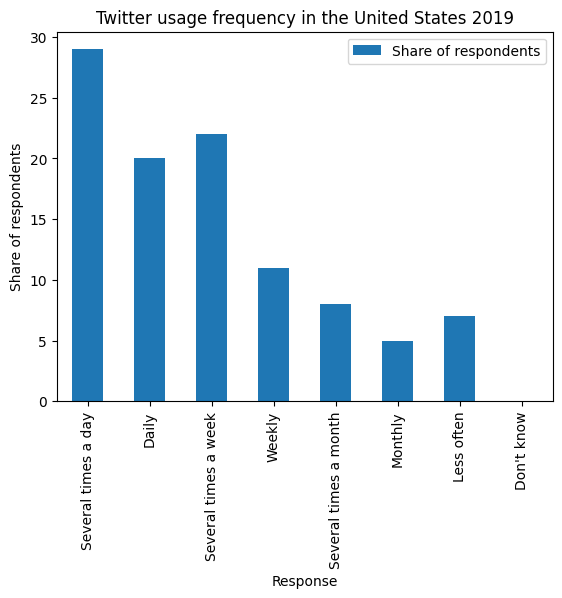 Twitter usage frequency in the United States 2019
Share of respondents
Share of respondents
30
25
20
15
10
5
0
Several times a day
Daily
Several times a week
Weekly
Several times a month
Monthly
Less often
Don't know
Response